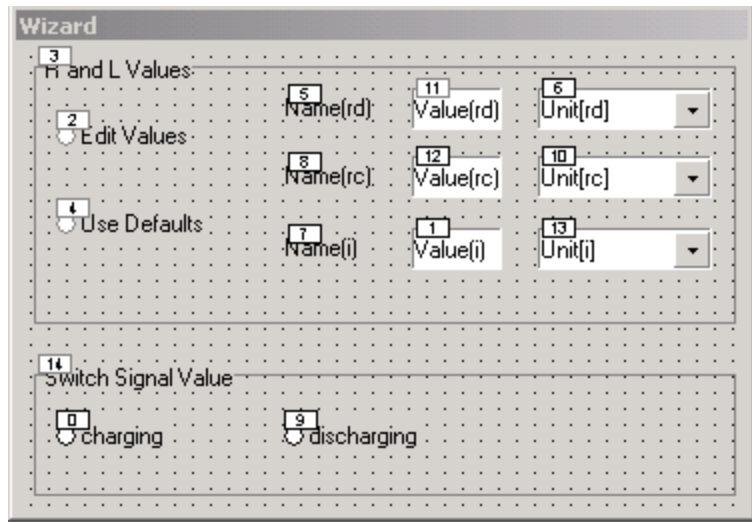 Wizard
3
R and L Values
5 11 6
Name(rd) Value(rd) Unit[rd]
2
Edit Values
8 12 10
Name(rc) Value(rc) Unit[rc]
4
Use Defaults
7 1 13
Name(i) Value(i) Unit[i]
14
Switch Signal Value
0 9
charging discharging